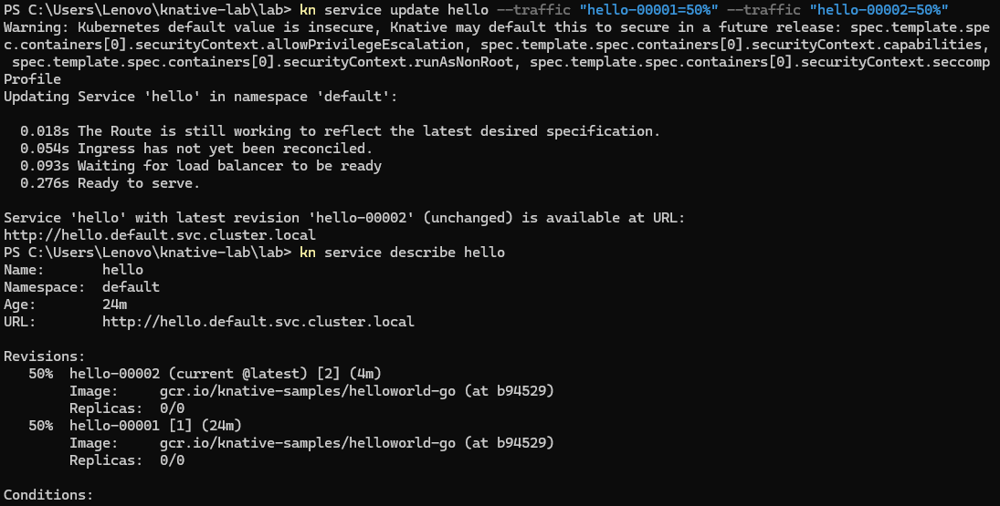 PS C:\Users\Lenovo\knative-lab\lab> kn service update hello --traffic "hello-00001=50%" --traffic "hello-00002=50%"
Warning: Kubernetes default value is insecure, Knative may default this to secure in a future release: spec.template.spe
c.containers[0].securityContext.allowPrivilegeEscalation, spec.template.spec.containers[0].securityContext.capabilities,
 spec.template.spec.containers[0].securityContext.runAsNonRoot, spec.template.spec.containers[0].securityContext.seccomp
Profile
Updating Service 'hello' in namespace 'default':

  0.018s The Route is still working to reflect the latest desired specification.
  0.054s Ingress has not yet been reconciled.
  0.093s Waiting for load balancer to be ready
  0.276s Ready to serve.

Service 'hello' with latest revision 'hello-00002' (unchanged) is available at URL:
http://hello.default.svc.cluster.local
PS C:\Users\Lenovo\knative-lab\lab> kn service describe hello
Name:       hello
Namespace:  default
Age:        24m
URL:        http://hello.default.svc.cluster.local

Revisions:
   50%  hello-00002 (current @latest) [2] (4m)
        Image:     gcr.io/knative-samples/helloworld-go (at b94529)
        Replicas:  0/0
   50%  hello-00001 [1] (24m)
        Image:     gcr.io/knative-samples/helloworld-go (at b94529)
        Replicas:  0/0

Conditions: